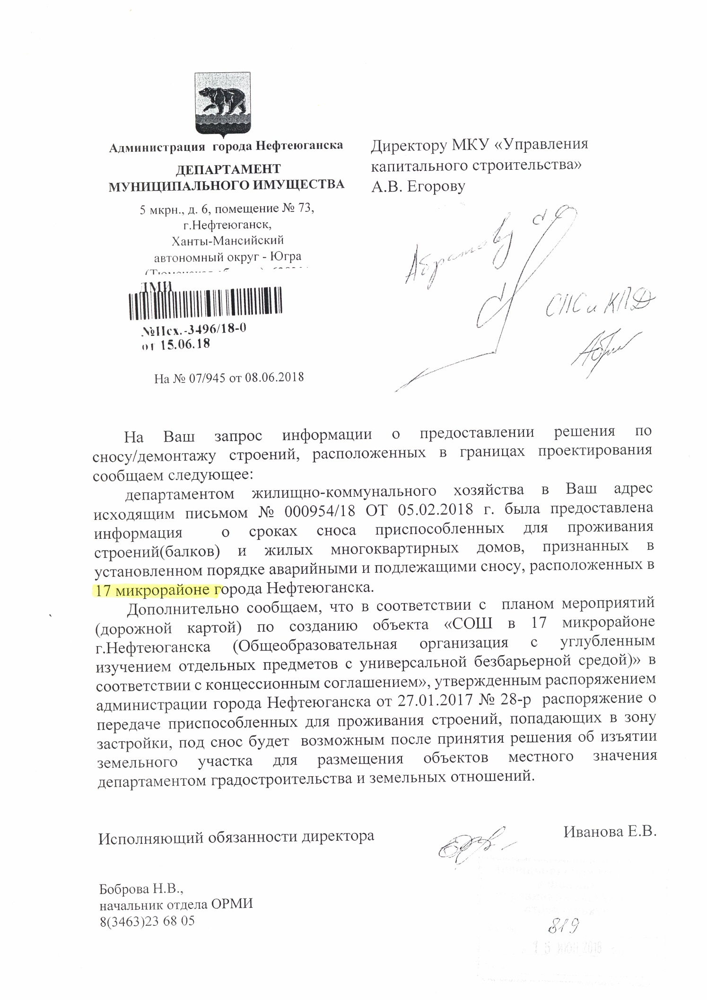 Администрация города Нефтеюганска
ДЕПАРТАМЕНТ
МУНИЦИПАЛЬНОГО ИМУЩЕСТВА
5 мкрн., д. 6, помещение № 73,
г.Нефтеюганск,
Ханты-Мансийский
автономный округ - Югра
ДМИ
№Исх.-3496/18-0
от 15.06.18
На № 07/945 от 08.06.2018
Директору МКУ «Управления
капитального строительства»
А.В. Егорову
СПС и КПД
На Ваш запрос информации о предоставлении решения по
сносу/демонтажу строений, расположенных в границах проектирования
сообщаем следующее:
департаментом жилищно-коммунального хозяйства в Ваш адрес
исходящим письмом № 000954/18 ОТ 05.02.2018 г. была предоставлена
информация о сроках сноса приспособленных для проживания
строений(балков) и жилых многоквартирных домов, признанных в
установленном порядке аварийными и подлежащими сносу, расположенных в
17 микрорайоне города Нефтеюганска.
Дополнительно сообщаем, что в соответствии с планом мероприятий
(дорожной картой) по созданию объекта «СОШ в 17 микрорайоне
г.Нефтеюганска (Общеобразовательная организация с углубленным
изучением отдельных предметов с универсальной безбарьерной средой)» в
соответствии с концессионным соглашением», утвержденным распоряжением
администрации города Нефтеюганска от 27.01.2017 № 28-р распоряжение о
передаче приспособленных для проживания строений, попадающих в зону
застройки, под снос будет возможным после принятия решения об изъятии
земельного участка для размещения объектов местного значения
департаментом градостроительства и земельных отношений.
Исполняющий обязанности директора Иванова Е.В.
Боброва Н.В.,
начальник отдела ОРМИ
8(3463)23 68 05
819
15 ИЮН 2018